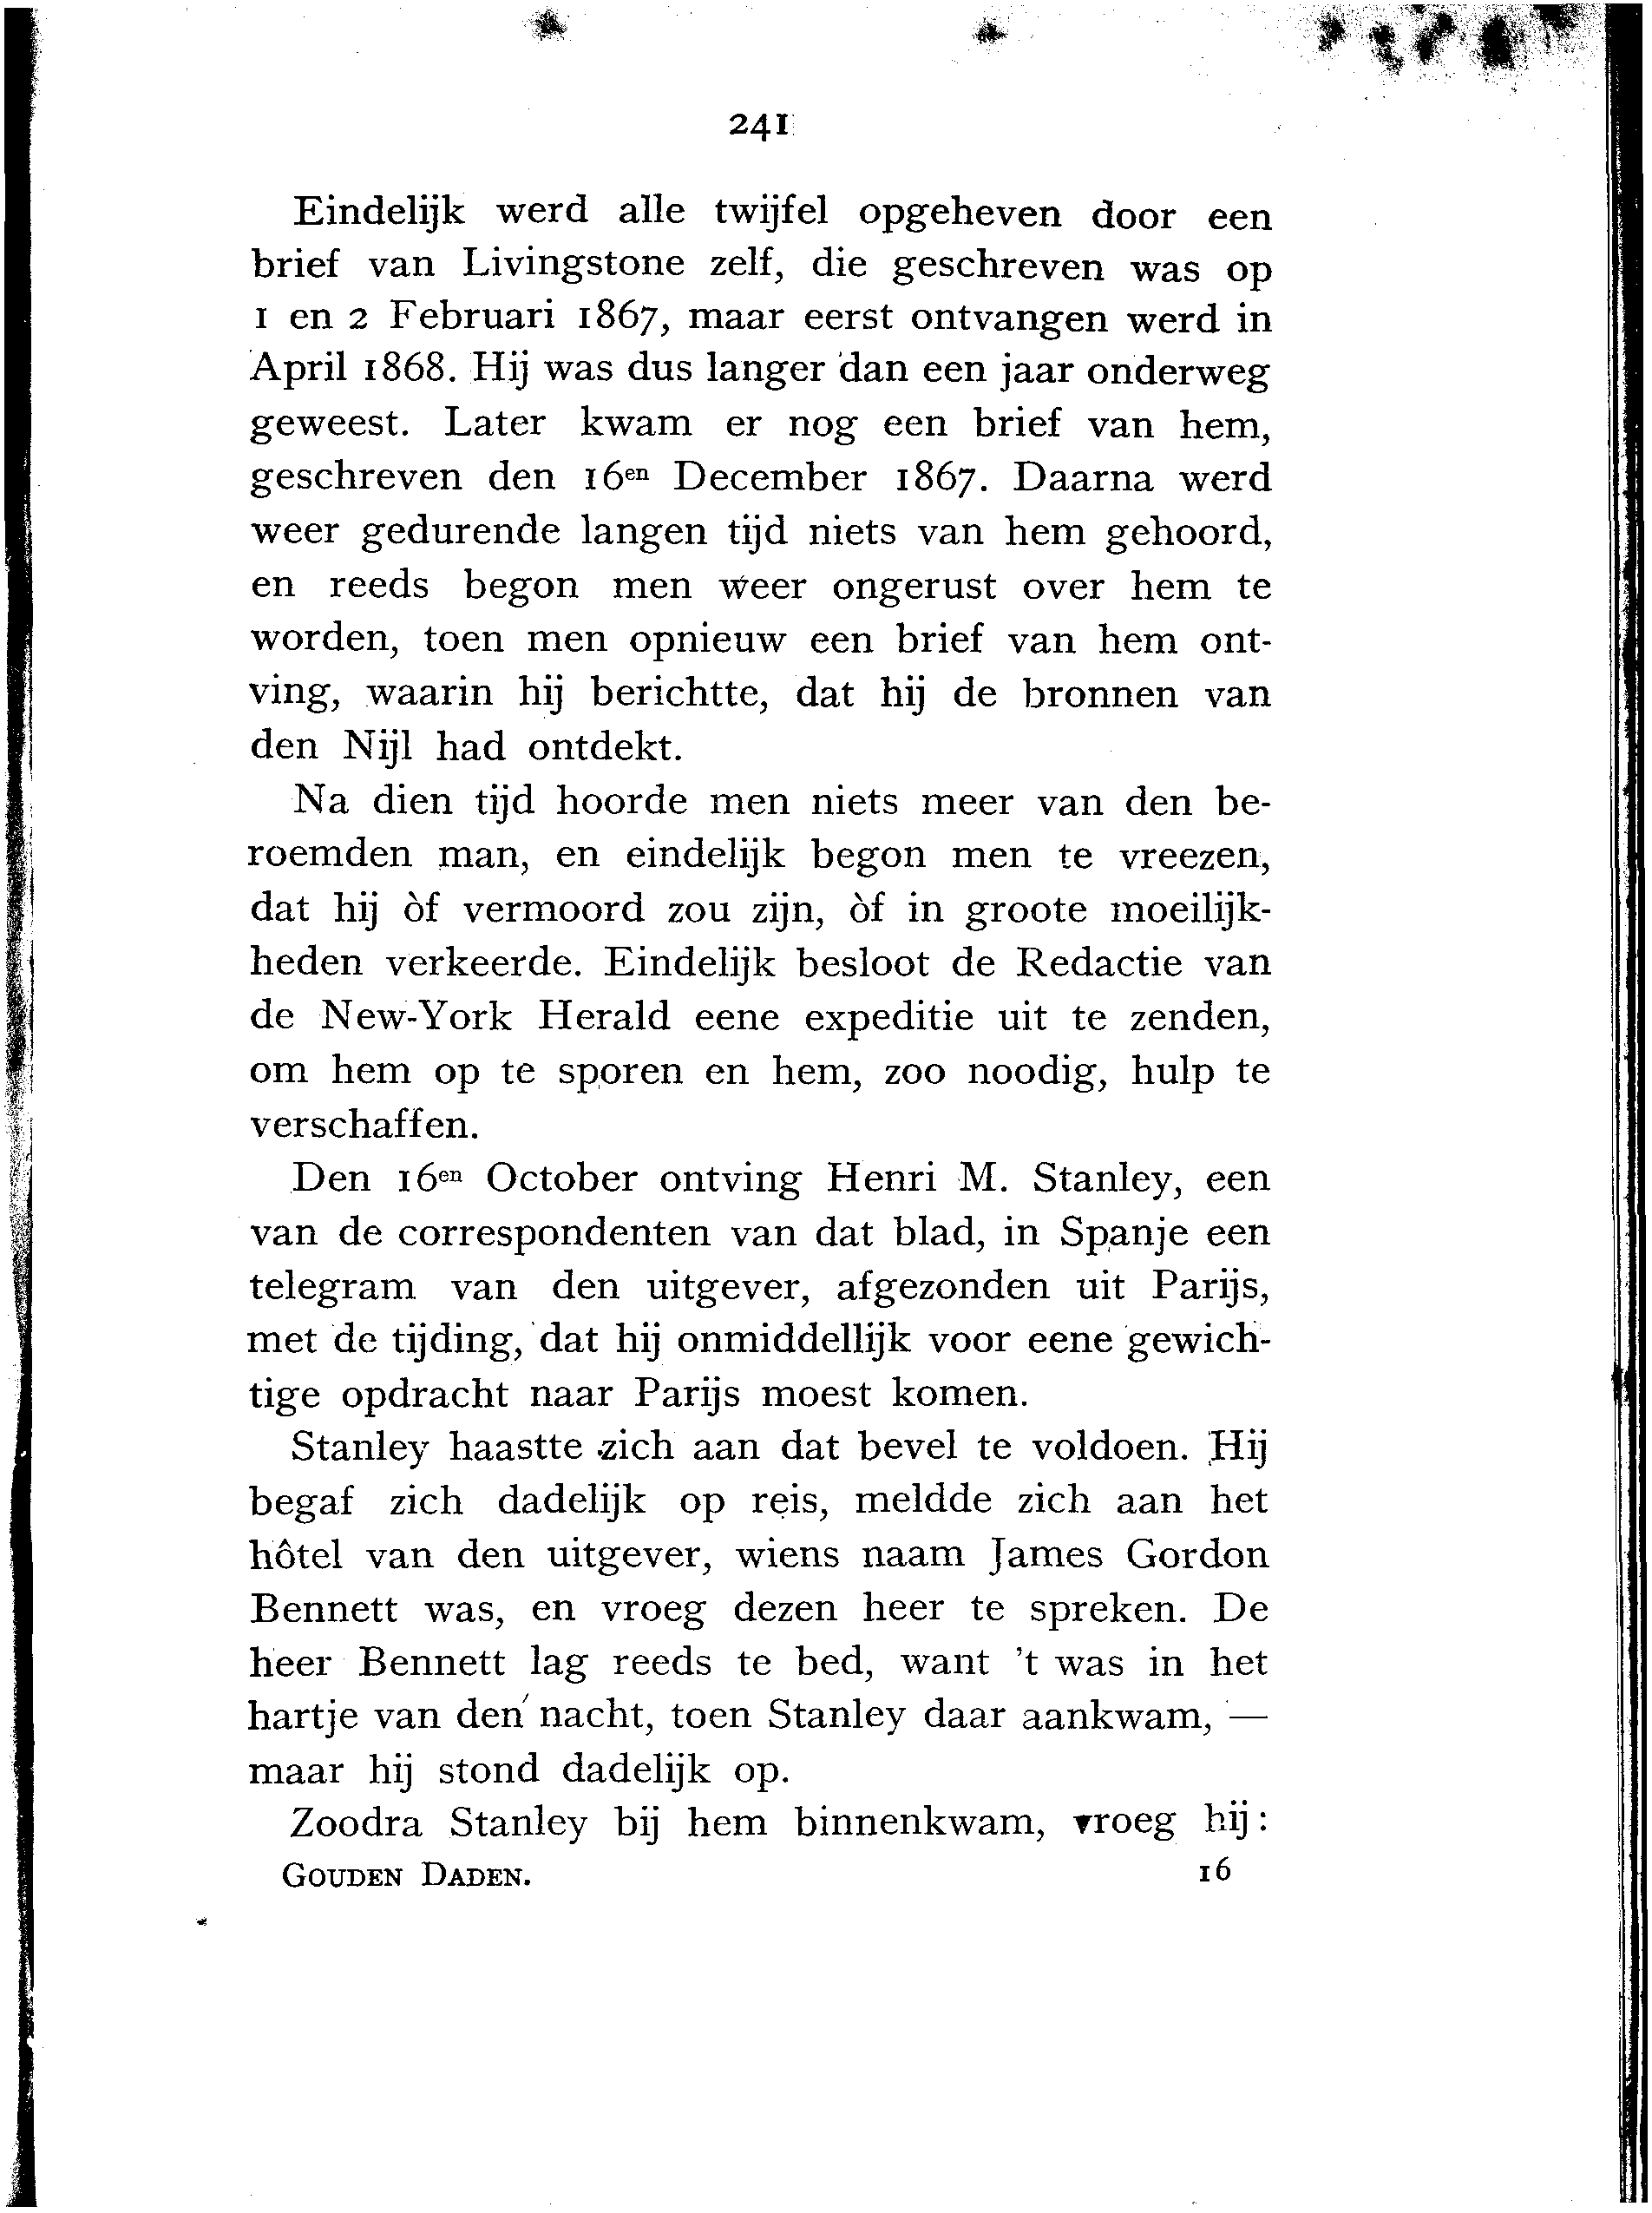 241
Eindelijk werd alle twijfel opgeheven door een
brief van Livingstone zelf, die geschreven was op
1 en 2 Februari 1867, maar eerst ontvangen werd in
April 1868. Hij was dus langer dan een jaar onderweg
geweest. Later kwam er nog een brief van hem,
geschreven den 16en December 1867. Daarna werd
weer gedurende langen tijd niets van hem gehoord,
en reeds begon men weer ongerust over hem te
worden, toen men opnieuw een brief van hem ont-
ving, waarin hij berichtte, dat hij de bronnen van
den Nijl had ontdekt.
Na dien tijd hoorde men niets meer van den be-
roemden man, en eindelijk begon men te vreezen,
dat hij òf vermoord zou zijn, òf in groote moeilijk-
heden verkeerde. Eindelijk besloot de Redactie van
de New-York Herald eene expeditie uit te zenden,
om hem op te sporen en hem, zoo noodig, hulp te
verschaffen.
Den 16en October ontving Henri M. Stanley, een
van de correspondenten van dat blad, in Spanje een
telegram van den uitgever, afgezonden uit Parijs,
met de tijding, dat hij onmiddellijk voor eene gewich-
tige opdracht naar Parijs moest komen.
Stanley haastte zich aan dat bevel te voldoen. Hij
begaf zich dadelijk op reis, meldde zich aan het
hôtel van den uitgever, wiens naam James Gordon
Bennett was, en vroeg dezen heer te spreken. De
heer Bennett lag reeds te bed, want 't was in het
hartje van den nacht, toen Stanley daar aankwam, —
maar hij stond dadelijk op.
Zoodra Stanley bij hem binnenkwam, vroeg hij:
GOUDEN DADEN. 16